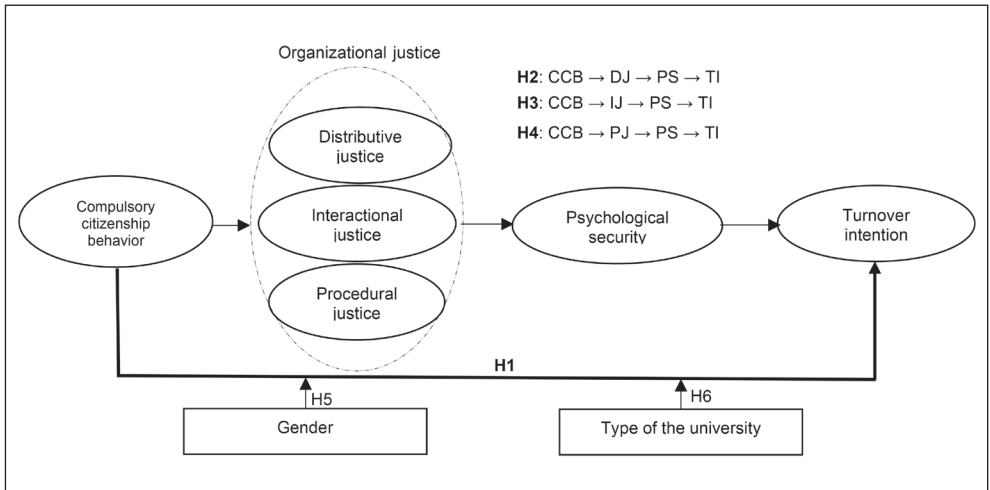 Organizational justice
H2: CCB → DJ → PS → TI
H3: CCB → IJ → PS → TI
H4: CCB → PJ → PS → TI
Distributive
justice
Compulsory
citizenship
behavior
Interactional
justice
Psychological
security
Turnover
intention
Procedural
justice
H1
H5
H6
Gender
Type of the university